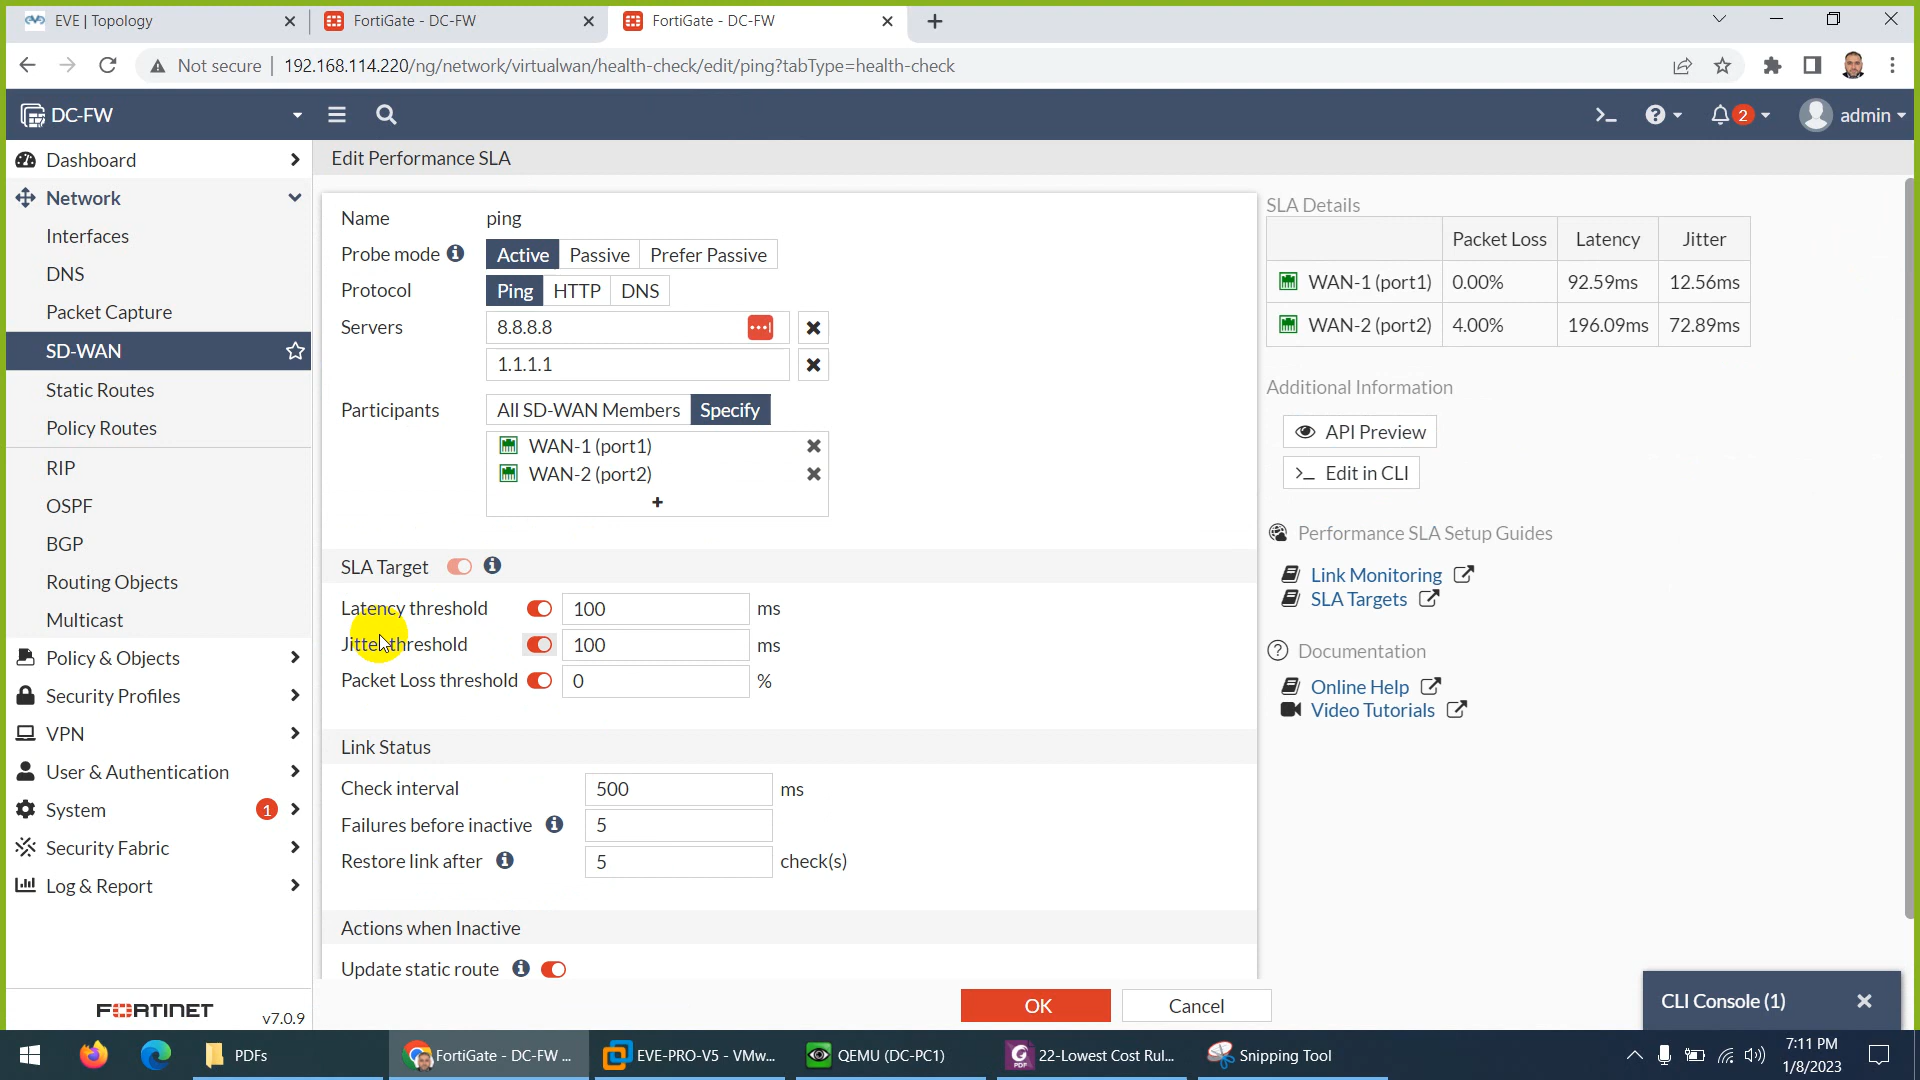 EVE | Topology
FortiGate - DC-FW
FortiGate - DC-FW
Not secure
192.168.114.220/ng/network/virtualwan/health-check/edit/ping?tabType=health-check
DC-FW
2
admin
Dashboard
Network
Interfaces
DNS
Packet Capture
SD-WAN
Static Routes
Policy Routes
RIP
OSPF
BGP
Routing Objects
Multicast
Policy & Objects
Security Profiles
VPN
User & Authentication
System 1
Security Fabric
Log & Report
FORTINET
v7.0.9
Edit Performance SLA
Name ping
Probe mode Active Passive Prefer Passive
Protocol Ping HTTP DNS
Servers 8.8.8.8
1.1.1.1
Participants All SD-WAN Members Specify
WAN-1 (port1)
WAN-2 (port2)
SLA Target
Latency threshold 100 ms
Jitter threshold 100 ms
Packet Loss threshold 0 %
Link Status
Check interval 500 ms
Failures before inactive 5
Restore link after 5 check(s)
Actions when Inactive
Update static route
OK Cancel
SLA Details
Packet Loss Latency Jitter
WAN-1 (port1) 0.00% 92.59ms 12.56ms
WAN-2 (port2) 4.00% 196.09ms 72.89ms
Additional Information
API Preview
>_ Edit in CLI
Performance SLA Setup Guides
Link Monitoring
SLA Targets
Documentation
Online Help
Video Tutorials
CLI Console (1)
PDFs
FortiGate - DC-FW ...
EVE-PRO-V5 - VMw...
QEMU (DC-PC1)
22-Lowest Cost Rul...
Snipping Tool
7:11 PM
1/8/2023